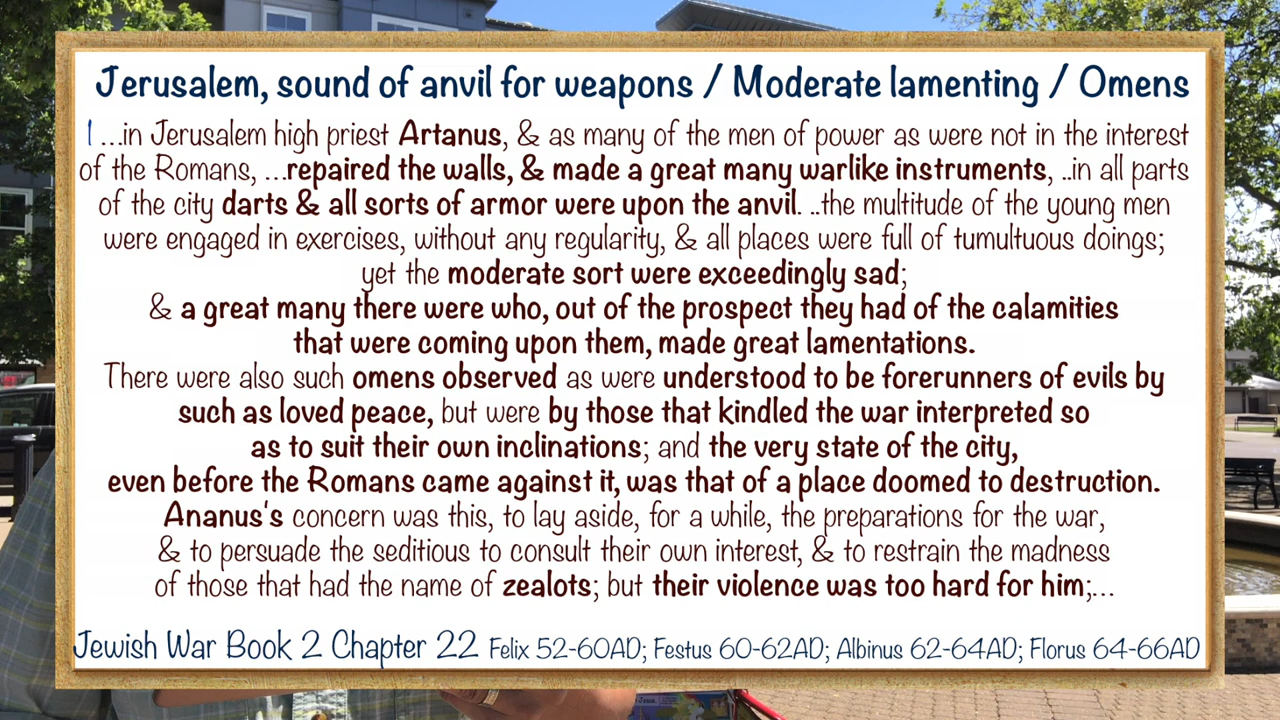 Jerusalem, sound of anvil for weapons / Moderate lamenting / Omens
1 ...in Jerusalem high priest Artanus, & as many of the men of power as were not in the interest
of the Romans, ...repaired the walls, & made a great many warlike instruments, ..in all parts
of the city darts & all sorts of armor were upon the anvil. ..the multitude of the young men
were engaged in exercises, without any regularity, & all places were full of tumultuous doings;
yet the moderate sort were exceedingly sad;
& a great many there were who, out of the prospect they had of the calamities
that were coming upon them, made great lamentations.
There were also such omens observed as were understood to be forerunners of evils by
such as loved peace, but were by those that kindled the war interpreted so
as to suit their own inclinations; and the very state of the city,
even before the Romans came against it, was that of a place doomed to destruction.
Ananus's concern was this, to lay aside, for a while, the preparations for the war,
& to persuade the seditious to consult their own interest, & to restrain the madness
of those that had the name of zealots; but their violence was too hard for him;...
Jewish War Book 2 Chapter 22 Felix 52-60AD; Festus 60-62AD; Albinus 62-64AD; Florus 64-66AD